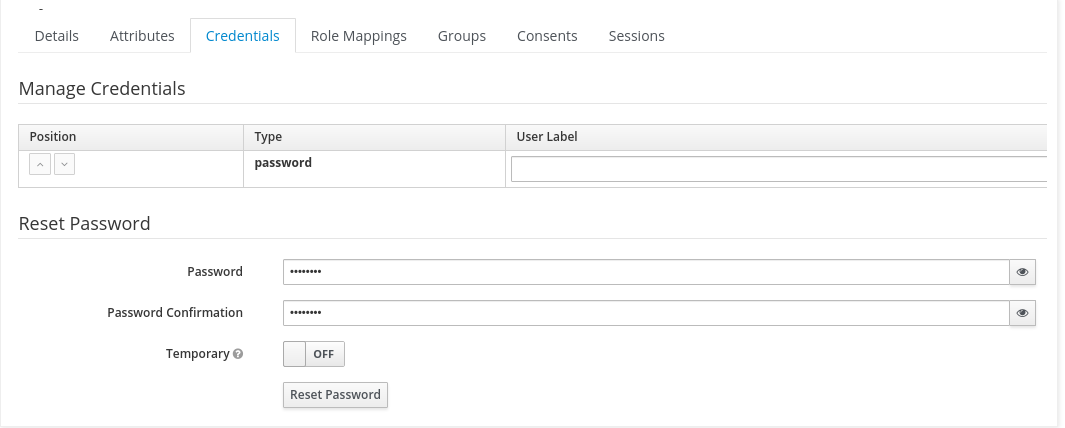 Details Attributes Credentials Role Mappings Groups Consents Sessions
Manage Credentials
Position Type User Label
password
Reset Password
Password ••••••••
Password Confirmation ••••••••
Temporary OFF
Reset Password